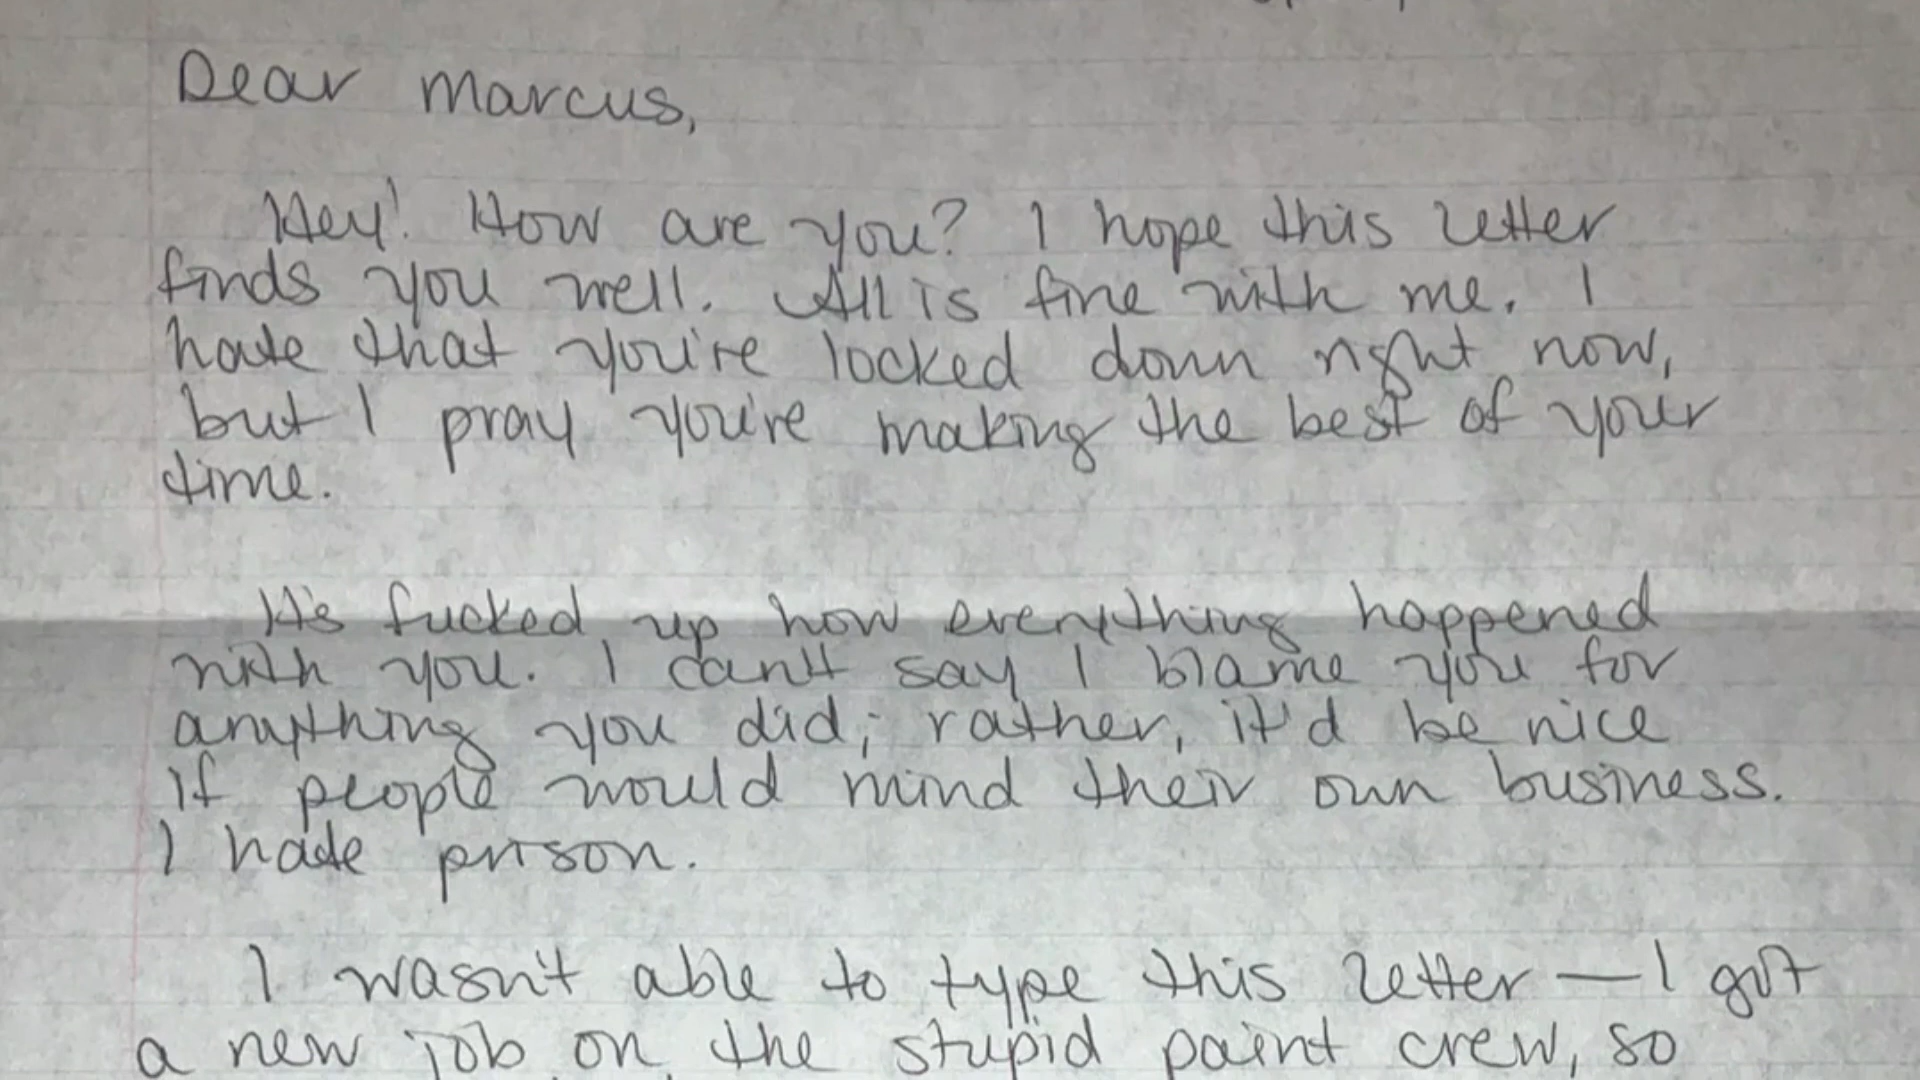 Dear Marcus,
Hey! How are you? I hope this letter
finds you well. All is fine with me. I
hate that you're locked down right now,
but I pray you're making the best of your
time.
It's fucked up how everything happened
with you. I can't say I blame you for
anything you did; rather, it'd be nice
if people would mind their own business.
I hate prison.
I wasn't able to type this letter — I got
a new job on the stupid paint crew, so